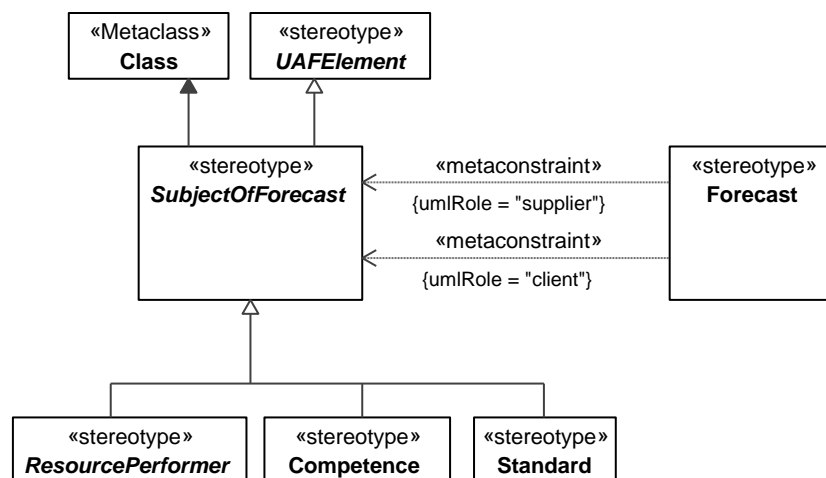 «Metaclass»
Class
«stereotype»
UAFElement
«stereotype»
SubjectOfForecast
«metaconstraint»
{umlRole = "supplier"}
«metaconstraint»
{umlRole = "client"}
«stereotype»
Forecast
«stereotype»
ResourcePerformer
«stereotype»
Competence
«stereotype»
Standard